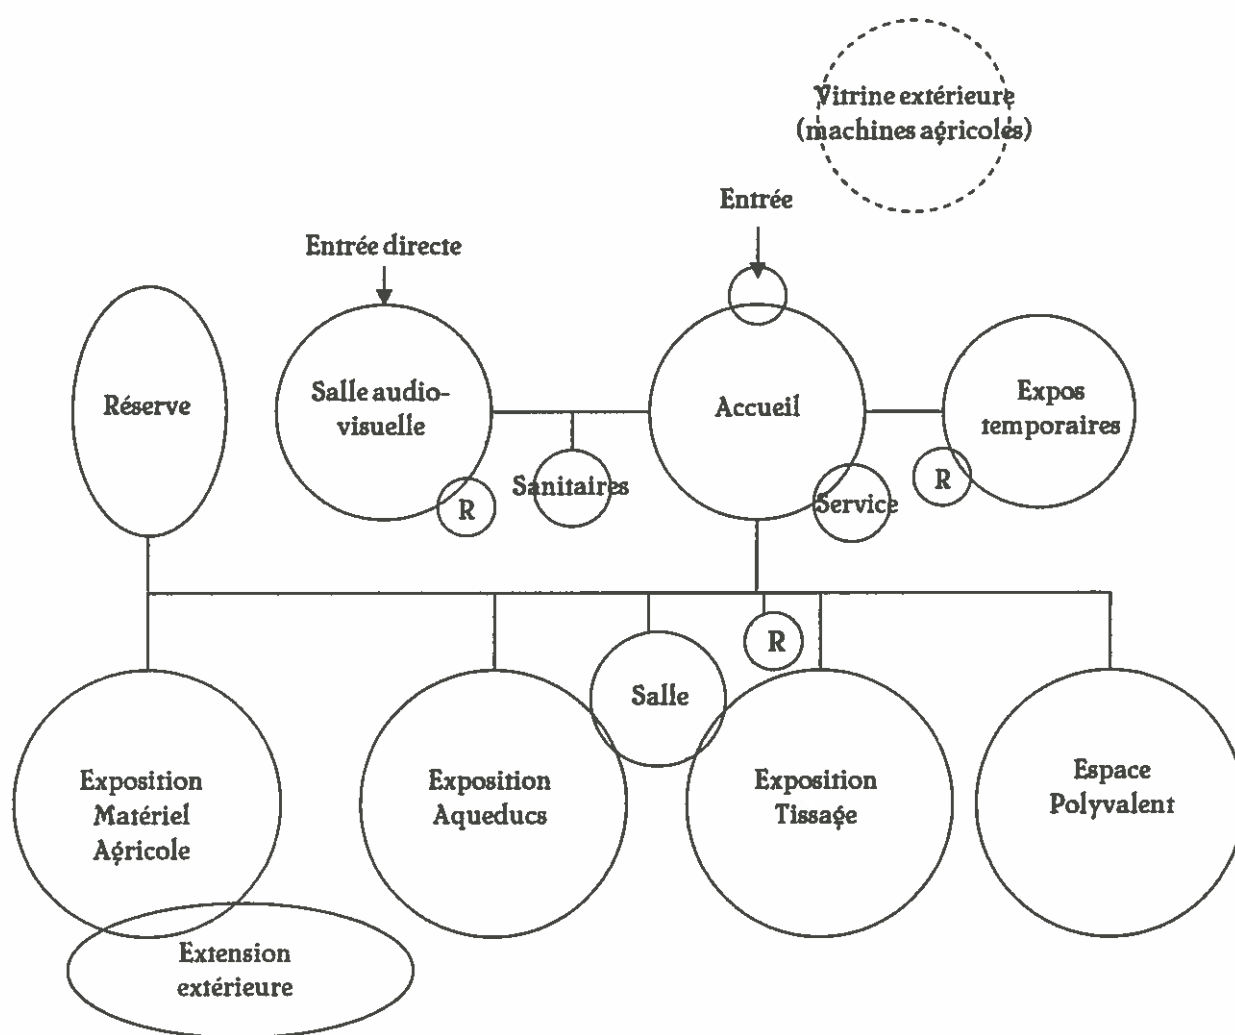 Vitrine extérieure
(machines agricoles)
Entrée
Entrée directe
Réserve
Salle audio-
visuelle
Accueil
Expos
temporaires
Sanitaires
R
Service
R
R
Salle
Exposition
Matériel
Agricole
Exposition
Aqueducs
Exposition
Tissage
Espace
Polyvalent
Extension
extérieure